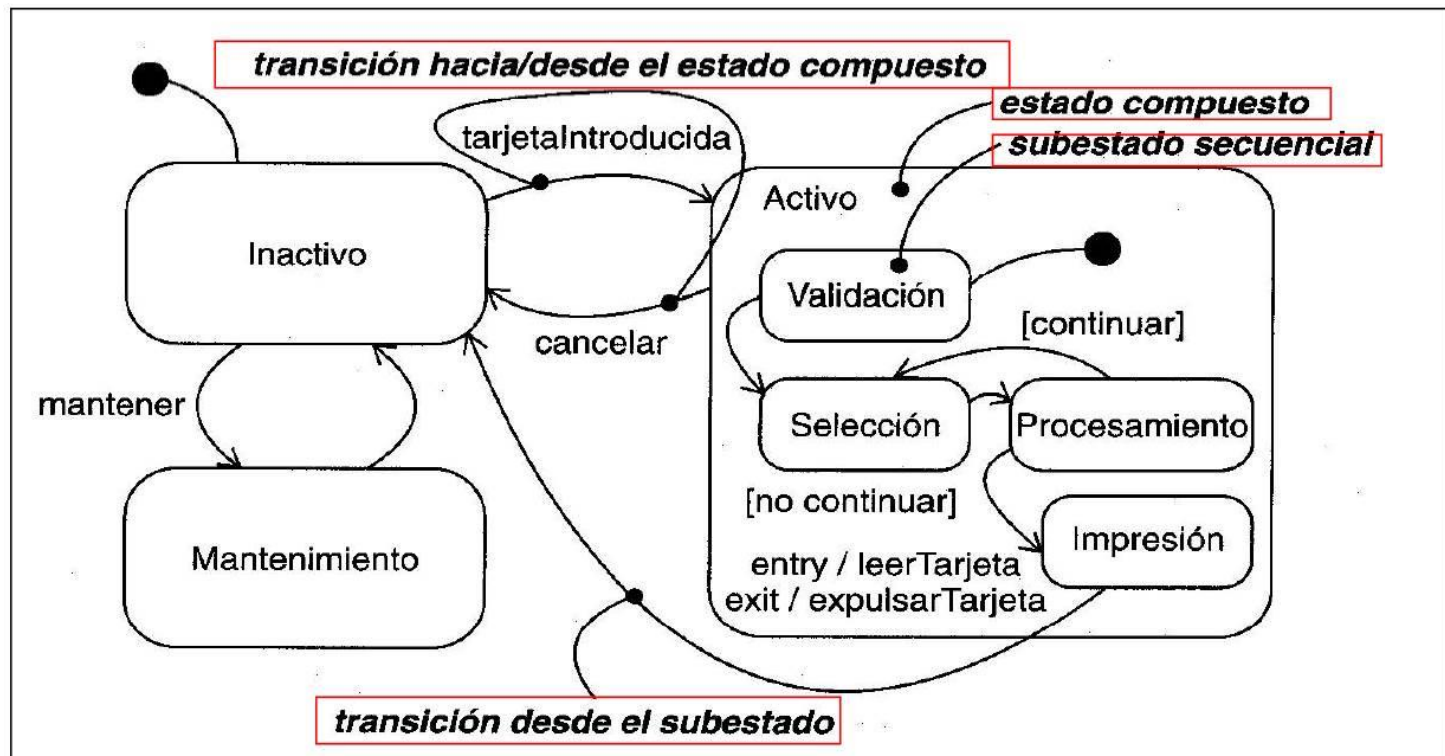 transición hacia/desde el estado compuesto
estado compuesto
tarjetaIntroducida
subestado secuencial
Activo
Inactivo
Validación
[continuar]
cancelar
mantener
Selección
Procesamiento
[no continuar]
Impresión
Mantenimiento
entry / leerTarjeta
exit / expulsarTarjeta
transición desde el subestado